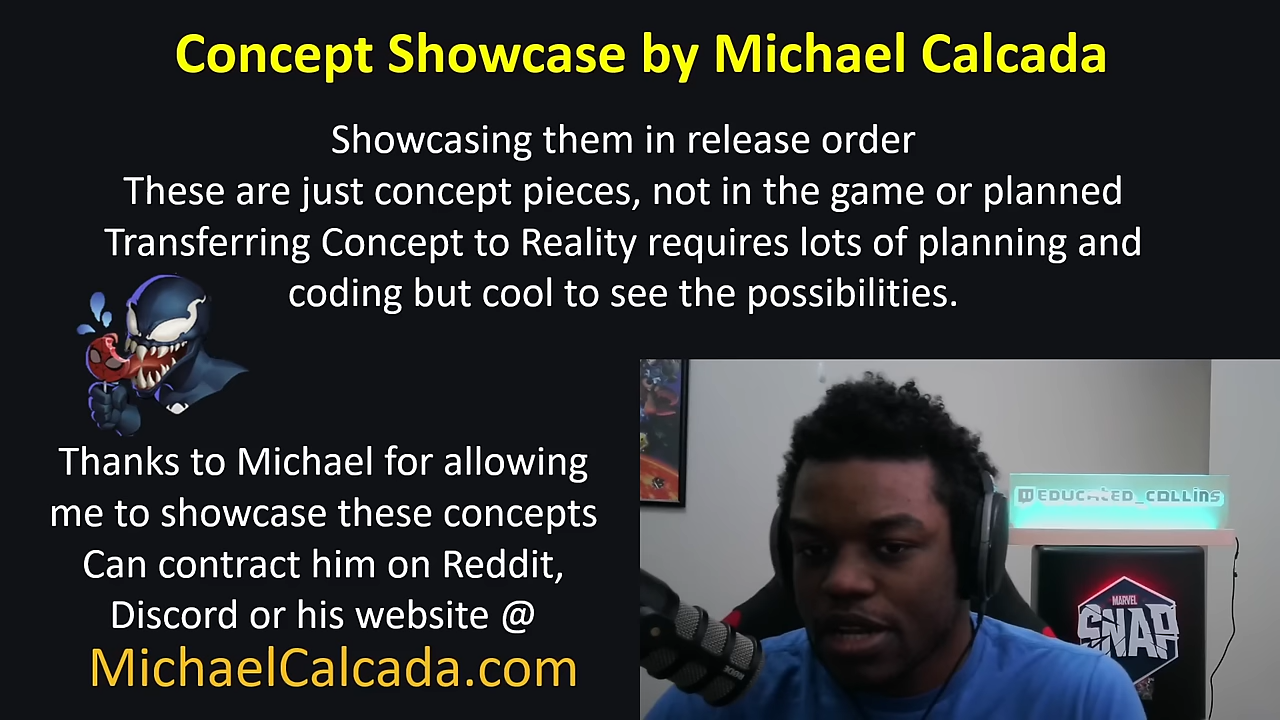 Concept Showcase by Michael Calcada
Showcasing them in release order
These are just concept pieces, not in the game or planned
Transferring Concept to Reality requires lots of planning and
coding but cool to see the possibilities.
Thanks to Michael for allowing
me to showcase these concepts
Can contract him on Reddit,
Discord or his website @
MichaelCalcada.com
EDUCATED_COLLINS
MARVEL
SNAP
RODE